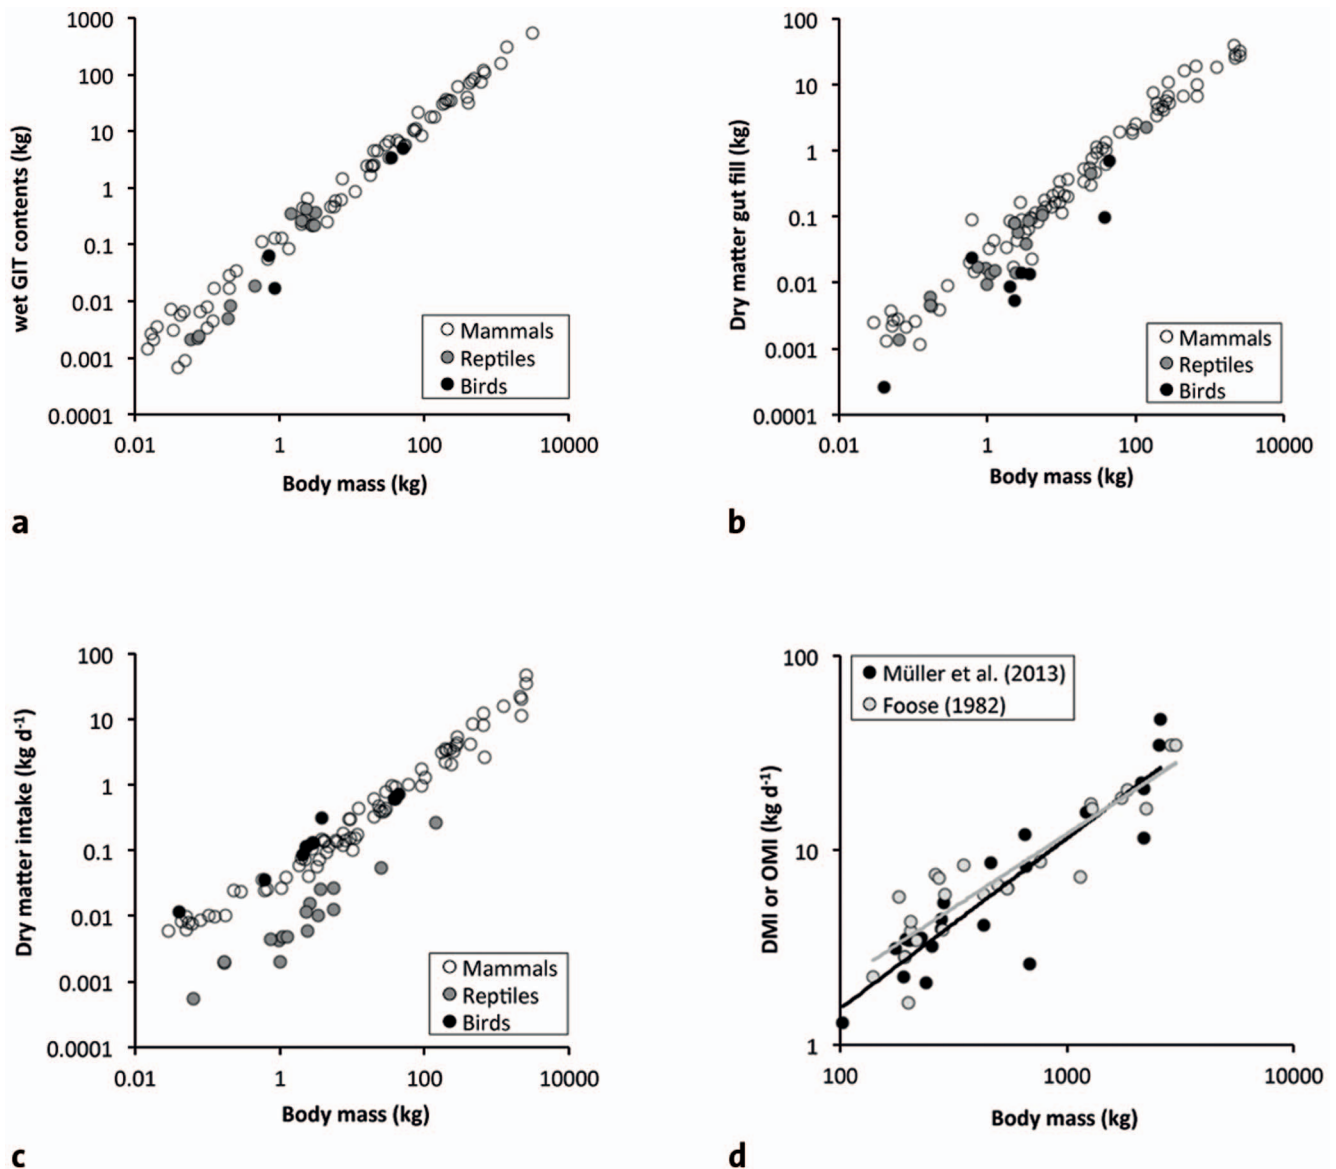 1000
100
10
1
0.1
0.01
0.001
0.0001
wet GIT contents (kg)
Mammals
Reptiles
Birds
0.01 1 100 10000
Body mass (kg)
a
100
10
1
0.1
0.01
0.001
0.0001
Dry matter gut fill (kg)
Mammals
Reptiles
Birds
0.01 1 100 10000
Body mass (kg)
b
100
10
1
0.1
0.01
0.001
0.0001
Dry matter intake (kg d-1)
Mammals
Reptiles
Birds
0.01 1 100 10000
Body mass (kg)
c
100
10
1
DMI or OMI (kg d-1)
Müller et al. (2013)
Foose (1982)
100 1000 10000
Body mass (kg)
d